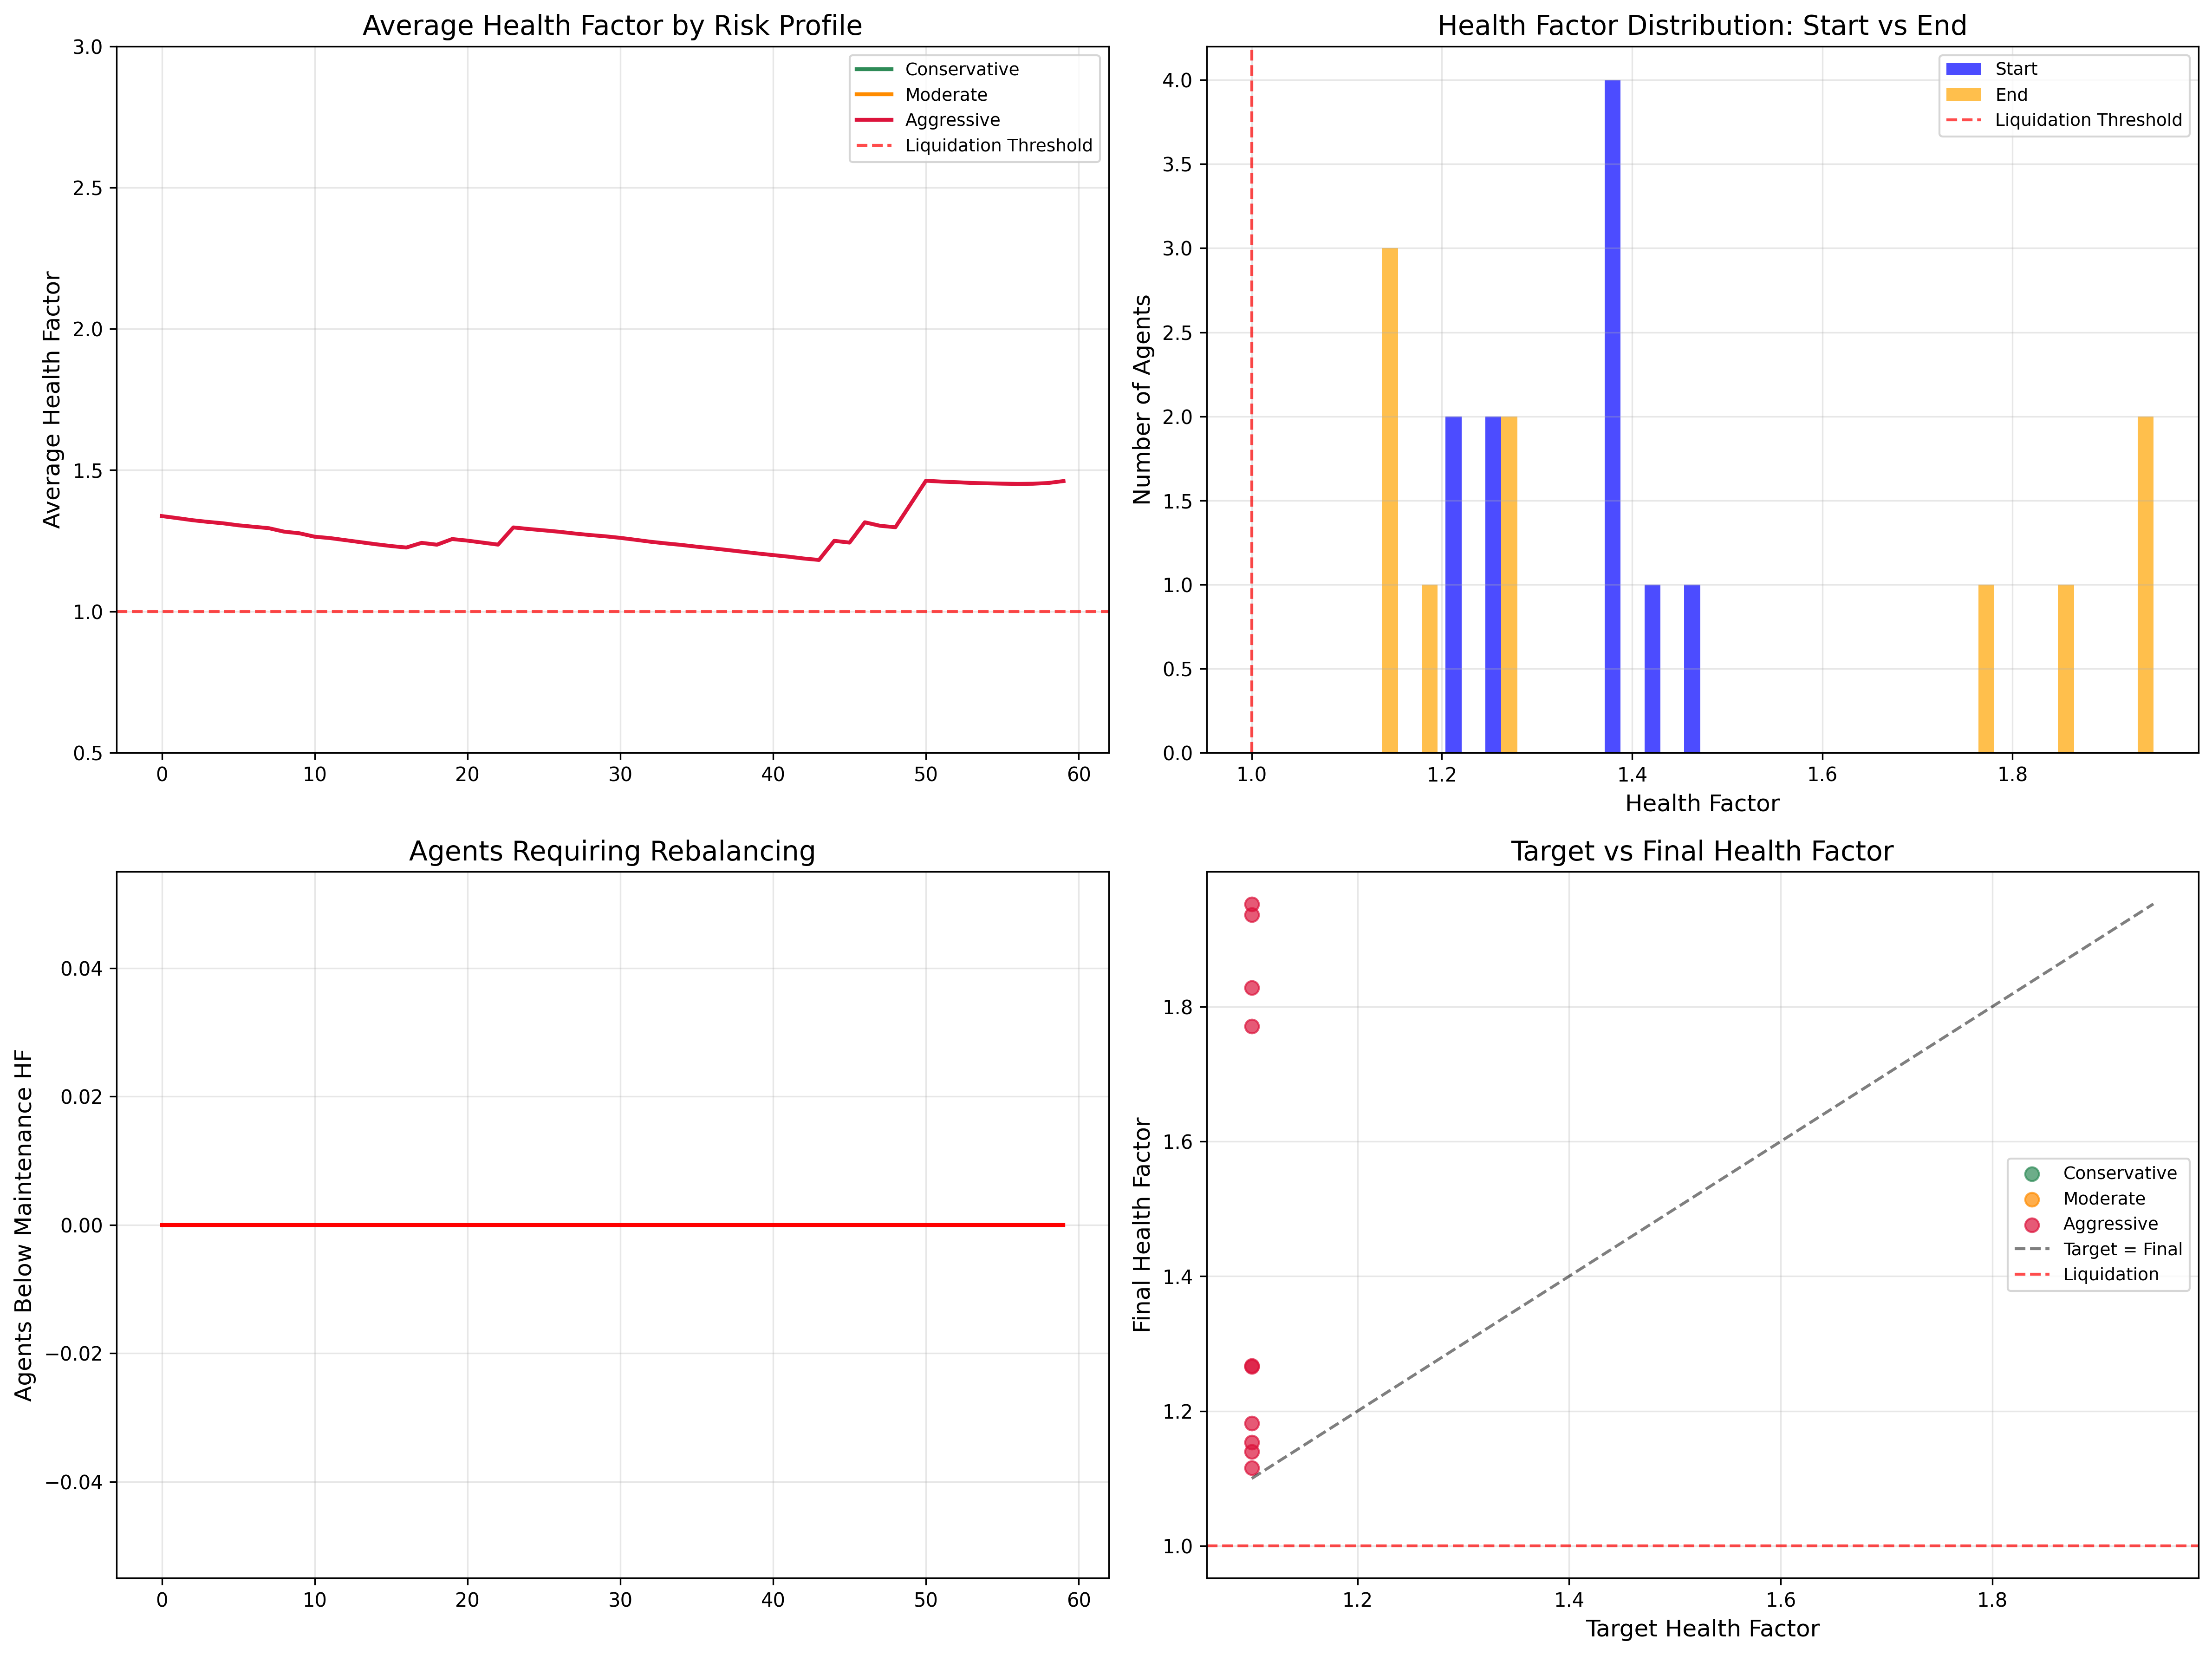 Average Health Factor by Risk Profile
3.0
2.5
2.0
1.5
1.0
0.5
Average Health Factor
Conservative
Moderate
Aggressive
Liquidation Threshold
0 10 20 30 40 50 60
Health Factor Distribution: Start vs End
4.0
3.5
3.0
2.5
2.0
1.5
1.0
0.5
0.0
Number of Agents
Start
End
Liquidation Threshold
1.0 1.2 1.4 1.6 1.8
Health Factor
Agents Requiring Rebalancing
0.04
0.02
0.00
−0.02
−0.04
Agents Below Maintenance HF
0 10 20 30 40 50 60
Target vs Final Health Factor
1.8
1.6
1.4
1.2
1.0
Final Health Factor
Conservative
Moderate
Aggressive
Target = Final
Liquidation
1.2 1.4 1.6 1.8
Target Health Factor